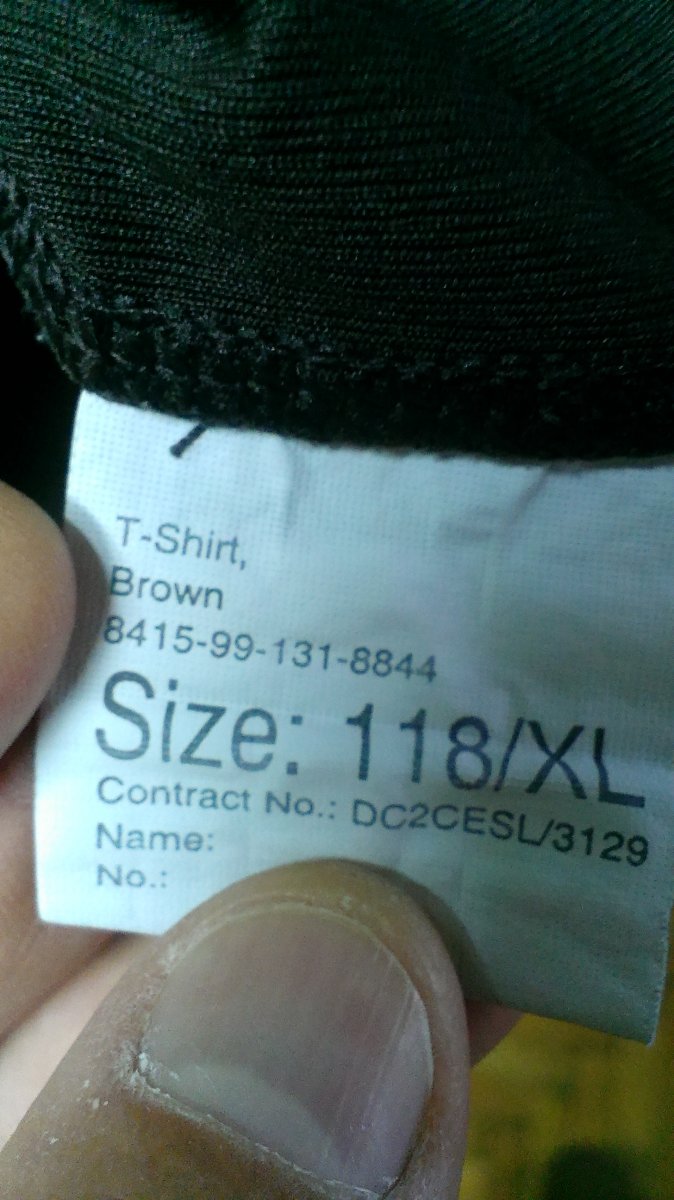 T-Shirt,
Brown
8415-99-131-8844
Size: 118/XL
Contract No.: DC2CESL/3129
Name:
No.: